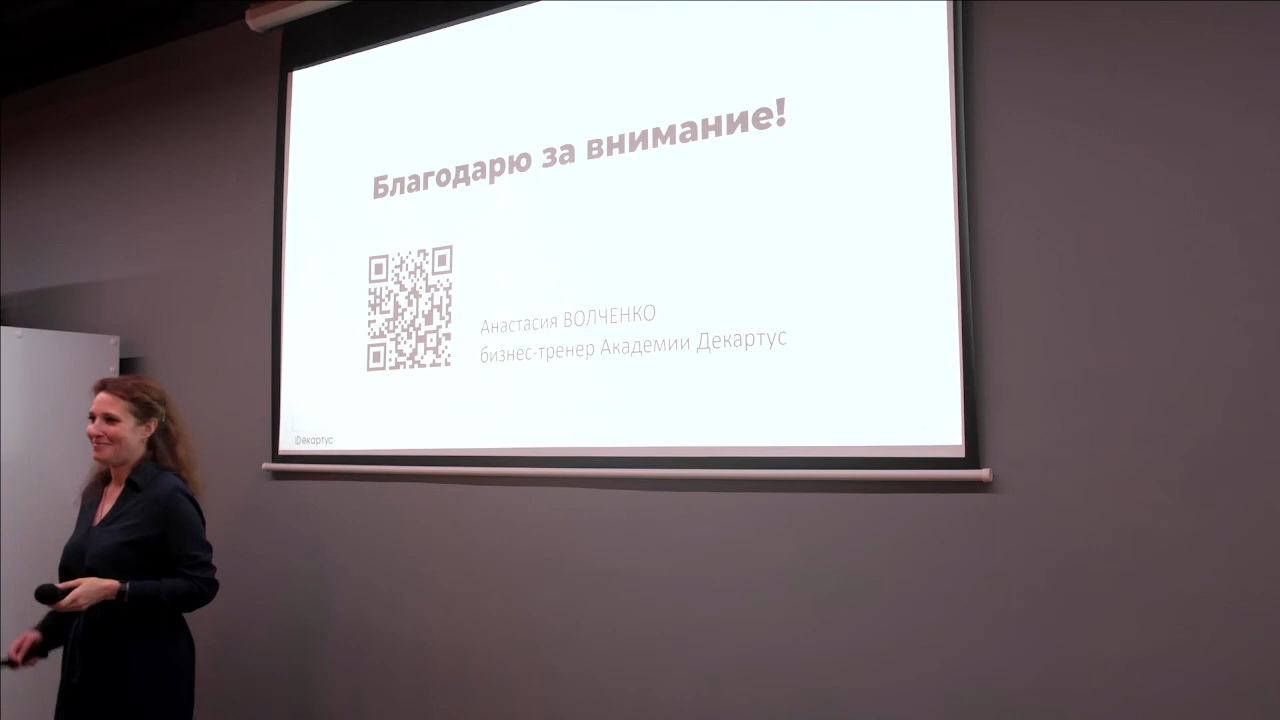 Благодарю за внимание!
Анастасия ВОЛЧЕНКО
бизнес-тренер Академии Декартус
Декартус